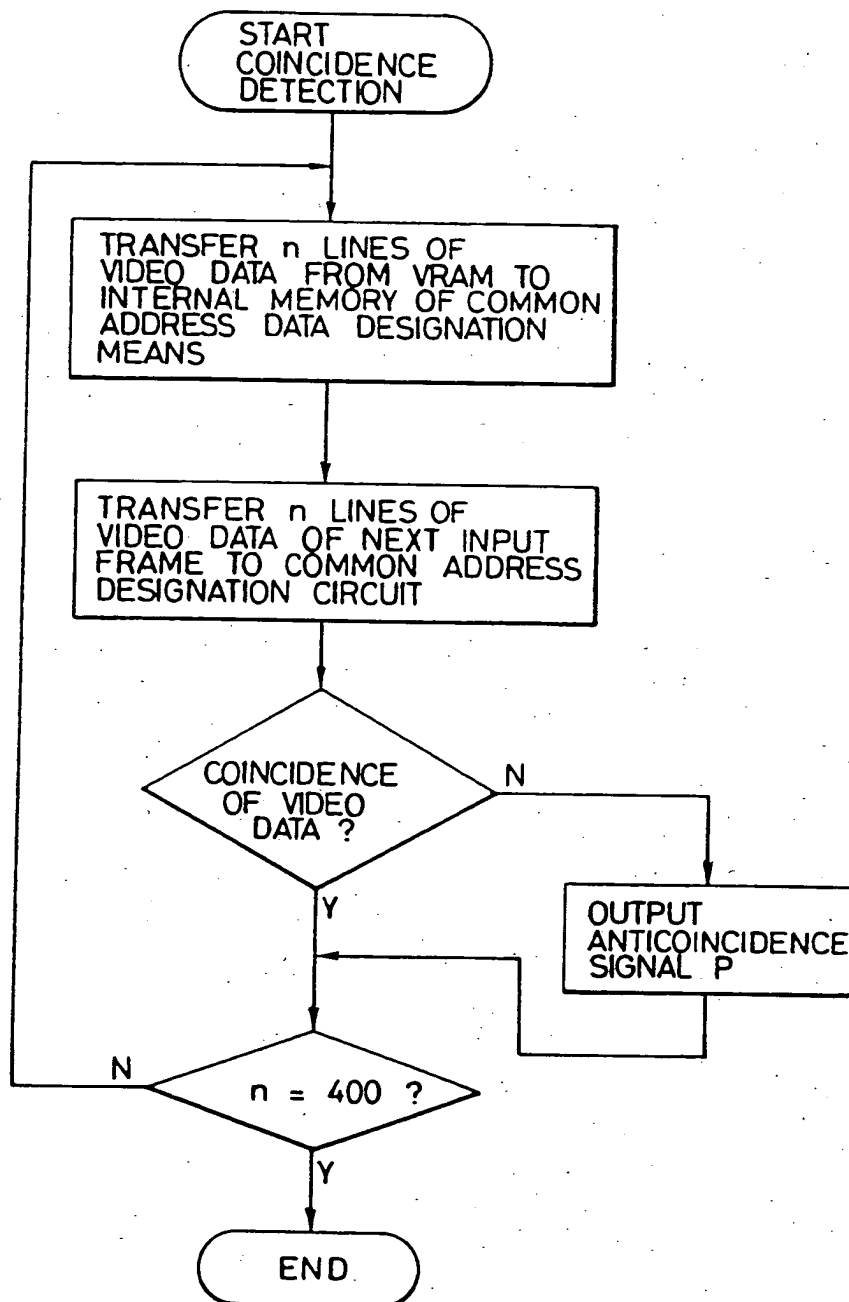 START
COINCIDENCE
DETECTION
TRANSFER n LINES OF
VIDEO DATA FROM VRAM TO
INTERNAL MEMORY OF COMMON
ADDRESS DATA DESIGNATION
MEANS
TRANSFER n LINES OF
VIDEO DATA OF NEXT INPUT
FRAME TO COMMON ADDRESS
DESIGNATION CIRCUIT
COINCIDENCE
OF VIDEO
DATA ?
N
Y
OUTPUT
ANTICOINCIDENCE
SIGNAL P
N
n = 400 ?
Y
END